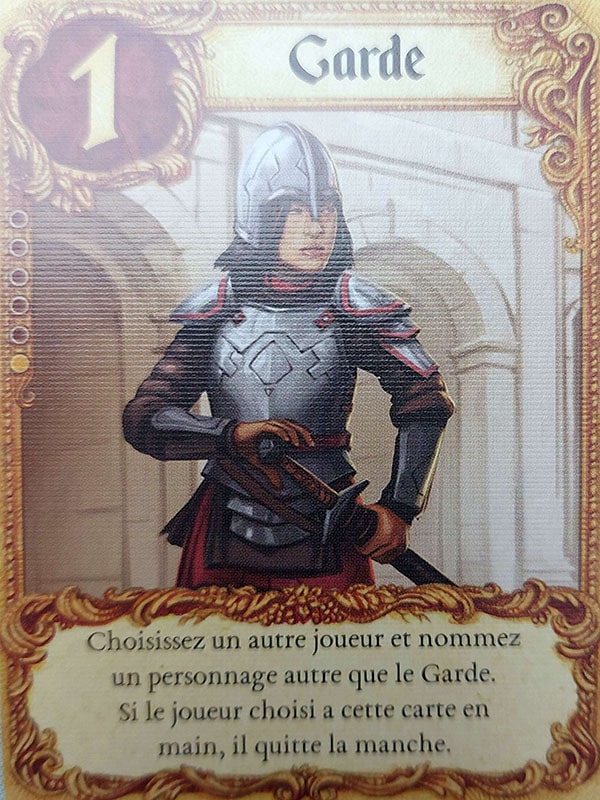 1
Garde
Choisissez un autre joueur et nommez
un personnage autre que le Garde.
Si le joueur choisi a cette carte en
main, il quitte la manche.